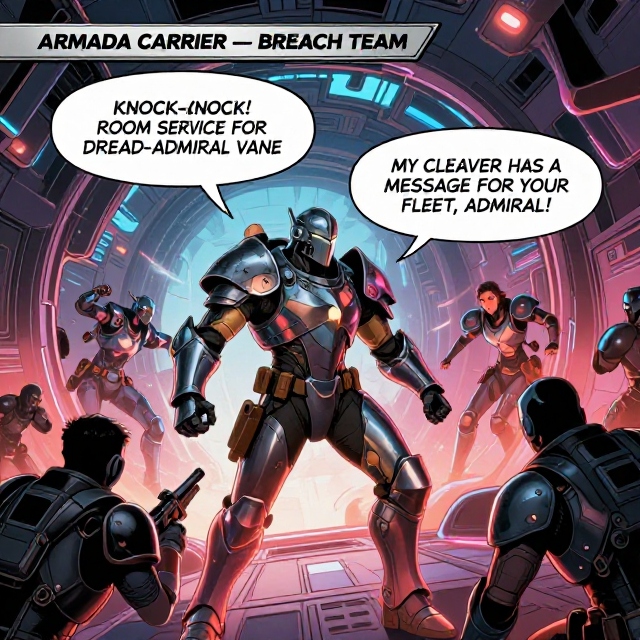 ARMADA CARRIER — BREACH TEAM
KNOCK-KNOCK!
ROOM SERVICE FOR
DREAD-ADMIRAL VANE
MY CLEAVER HAS A
MESSAGE FOR YOUR
FLEET, ADMIRAL!